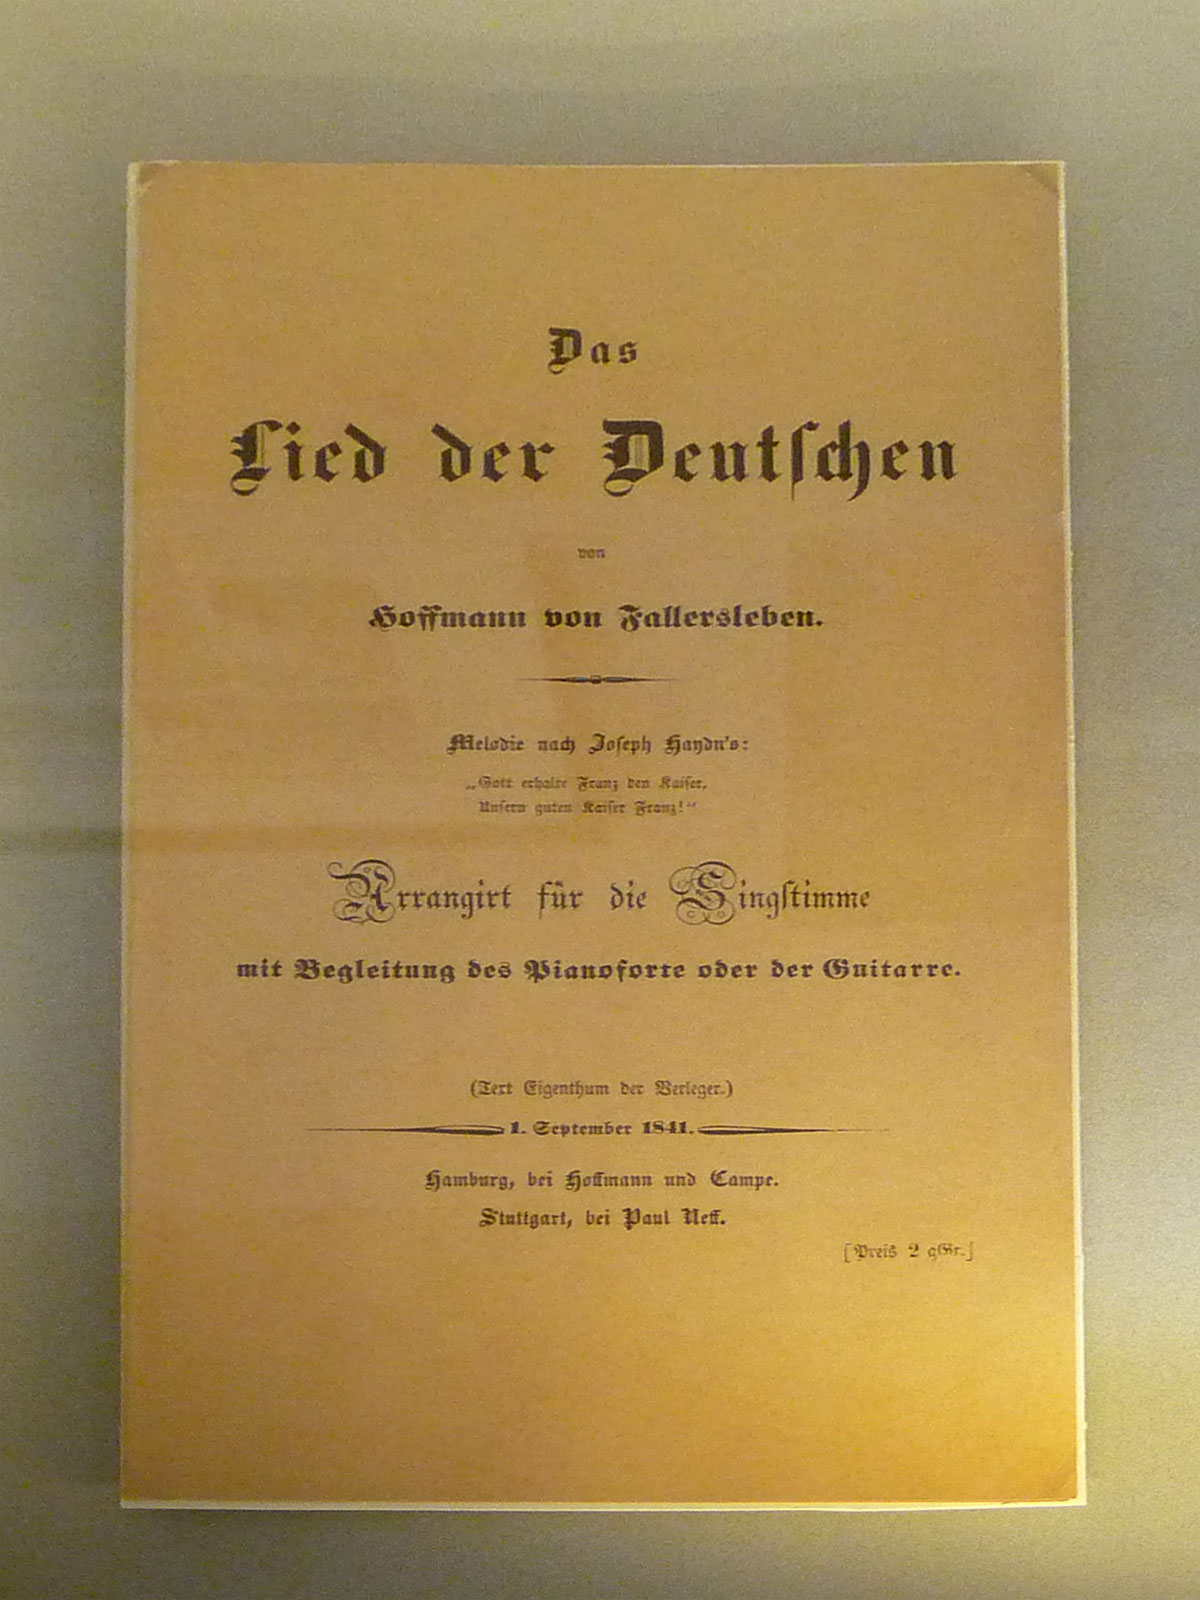 Das
Lied der Deutſchen
von
Hoffmann von Fallersleben.
Melodie nach Joſeph Haydn's:
„Gott erhalte Franz den Kaiſer,
Unſern guten Kaiſer Franz!“
Arrangirt für die Singſtimme
mit Begleitung des Pianoforte oder der Guitarre.
(Text Eigenthum der Verleger.)
1. September 1841.
Hamburg, bei Hoffmann und Campe.
Stuttgart, bei Paul Neff.
[Preis 2 gGr.]